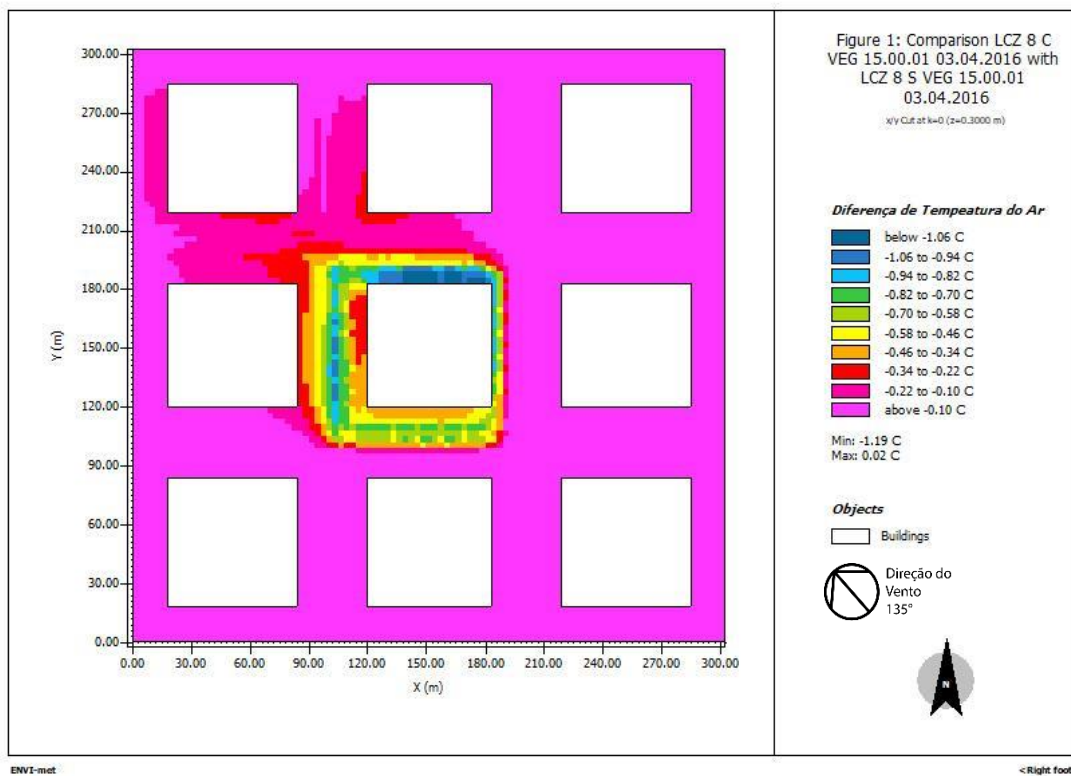 Figure 1: Comparison LCZ 8 C
VEG 15.00.01 03.04.2016 with
LCZ 8 S VEG 15.00.01
03.04.2016
x/y Cut at k=0 (z=0.3000 m)
300.00
270.00
240.00
210.00
180.00
150.00
120.00
90.00
60.00
30.00
0.00
Y (m)
0.00 30.00 60.00 90.00 120.00 150.00 180.00 210.00 240.00 270.00 300.00
X (m)
Diferença de Tempeatura do Ar
below -1.06 C
-1.06 to -0.94 C
-0.94 to -0.82 C
-0.82 to -0.70 C
-0.70 to -0.58 C
-0.58 to -0.46 C
-0.46 to -0.34 C
-0.34 to -0.22 C
-0.22 to -0.10 C
above -0.10 C
Min: -1.19 C
Max: 0.02 C
Objects
Buildings
Direção do
Vento
135°
N
ENVI-met
<Right foot